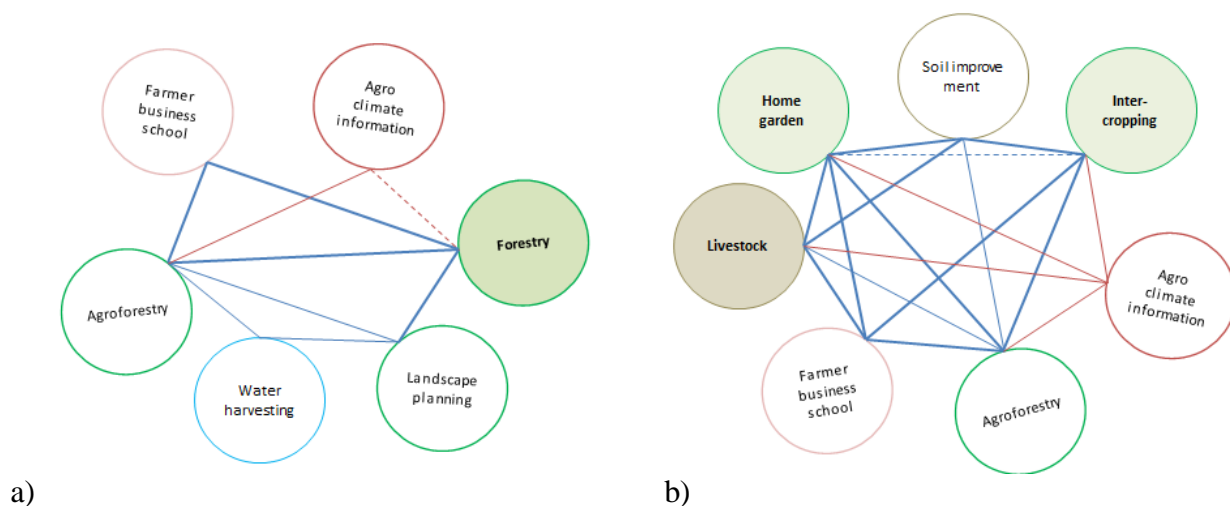 Farmer
business
school
Agro
climate
information
Forestry
Agroforestry
Water
harvesting
Landscape
planning
a)
Soil improve
ment
Home
garden
Inter-
cropping
Livestock
Agro
climate
information
Farmer
business
school
Agroforestry
b)